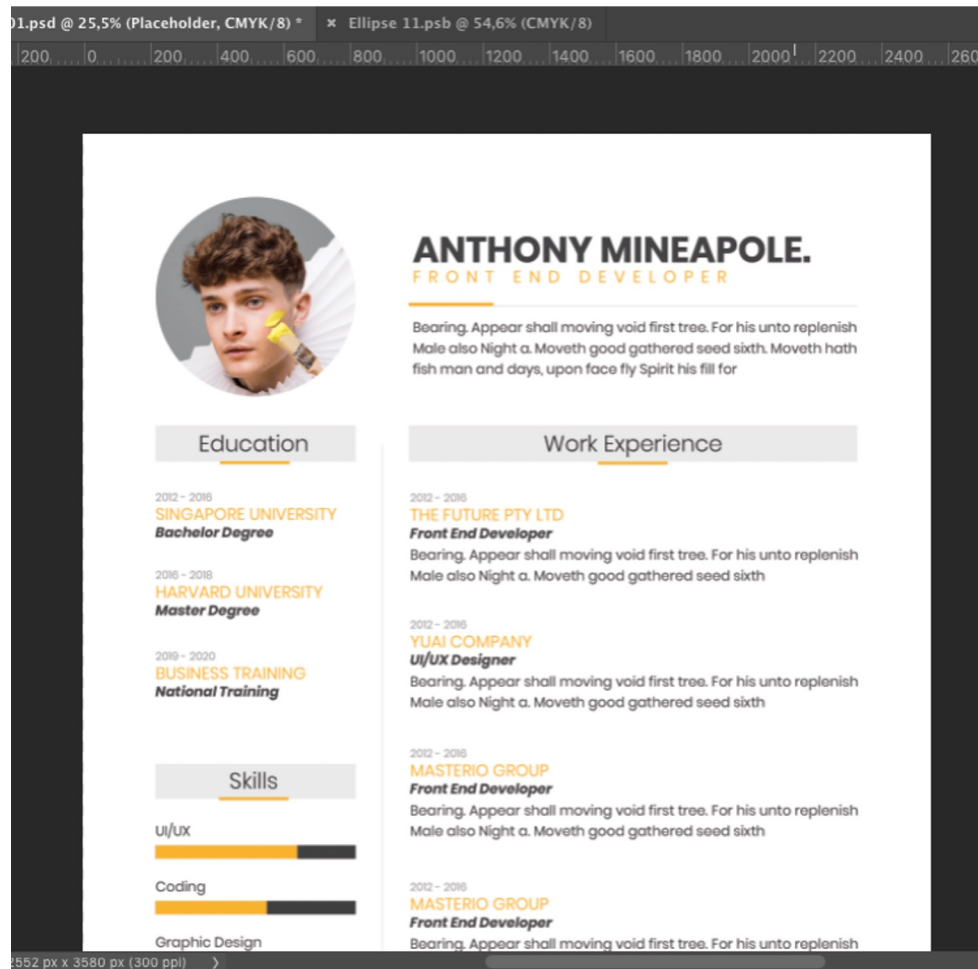 01.psd @ 25,5% (Placeholder, CMYK/8) * × Ellipse 11.psb @ 54,6% (CMYK/8)
200 0 200 400 600 800 1000 1200 1400 1600 1800 2000 2200 2400 260
ANTHONY MINEAPOLE.
FRONT END DEVELOPER
Bearing. Appear shall moving void first tree. For his unto replenish
Male also Night a. Moveth good gathered seed sixth. Moveth hath
fish man and days, upon face fly Spirit his fill for
Education
2012 - 2016
SINGAPORE UNIVERSITY
Bachelor Degree
2016 - 2018
HARVARD UNIVERSITY
Master Degree
2019 - 2020
BUSINESS TRAINING
National Training
Skills
UI/UX
Coding
Graphic Design
Work Experience
2012 - 2016
THE FUTURE PTY LTD
Front End Developer
Bearing. Appear shall moving void first tree. For his unto replenish
Male also Night a. Moveth good gathered seed sixth
2012 - 2016
YUAI COMPANY
UI/UX Designer
Bearing. Appear shall moving void first tree. For his unto replenish
Male also Night a. Moveth good gathered seed sixth
2012 - 2016
MASTERIO GROUP
Front End Developer
Bearing. Appear shall moving void first tree. For his unto replenish
Male also Night a. Moveth good gathered seed sixth
2012 - 2016
MASTERIO GROUP
Front End Developer
Bearing. Appear shall moving void first tree. For his unto replenish
2552 px x 3580 px (300 ppi) >